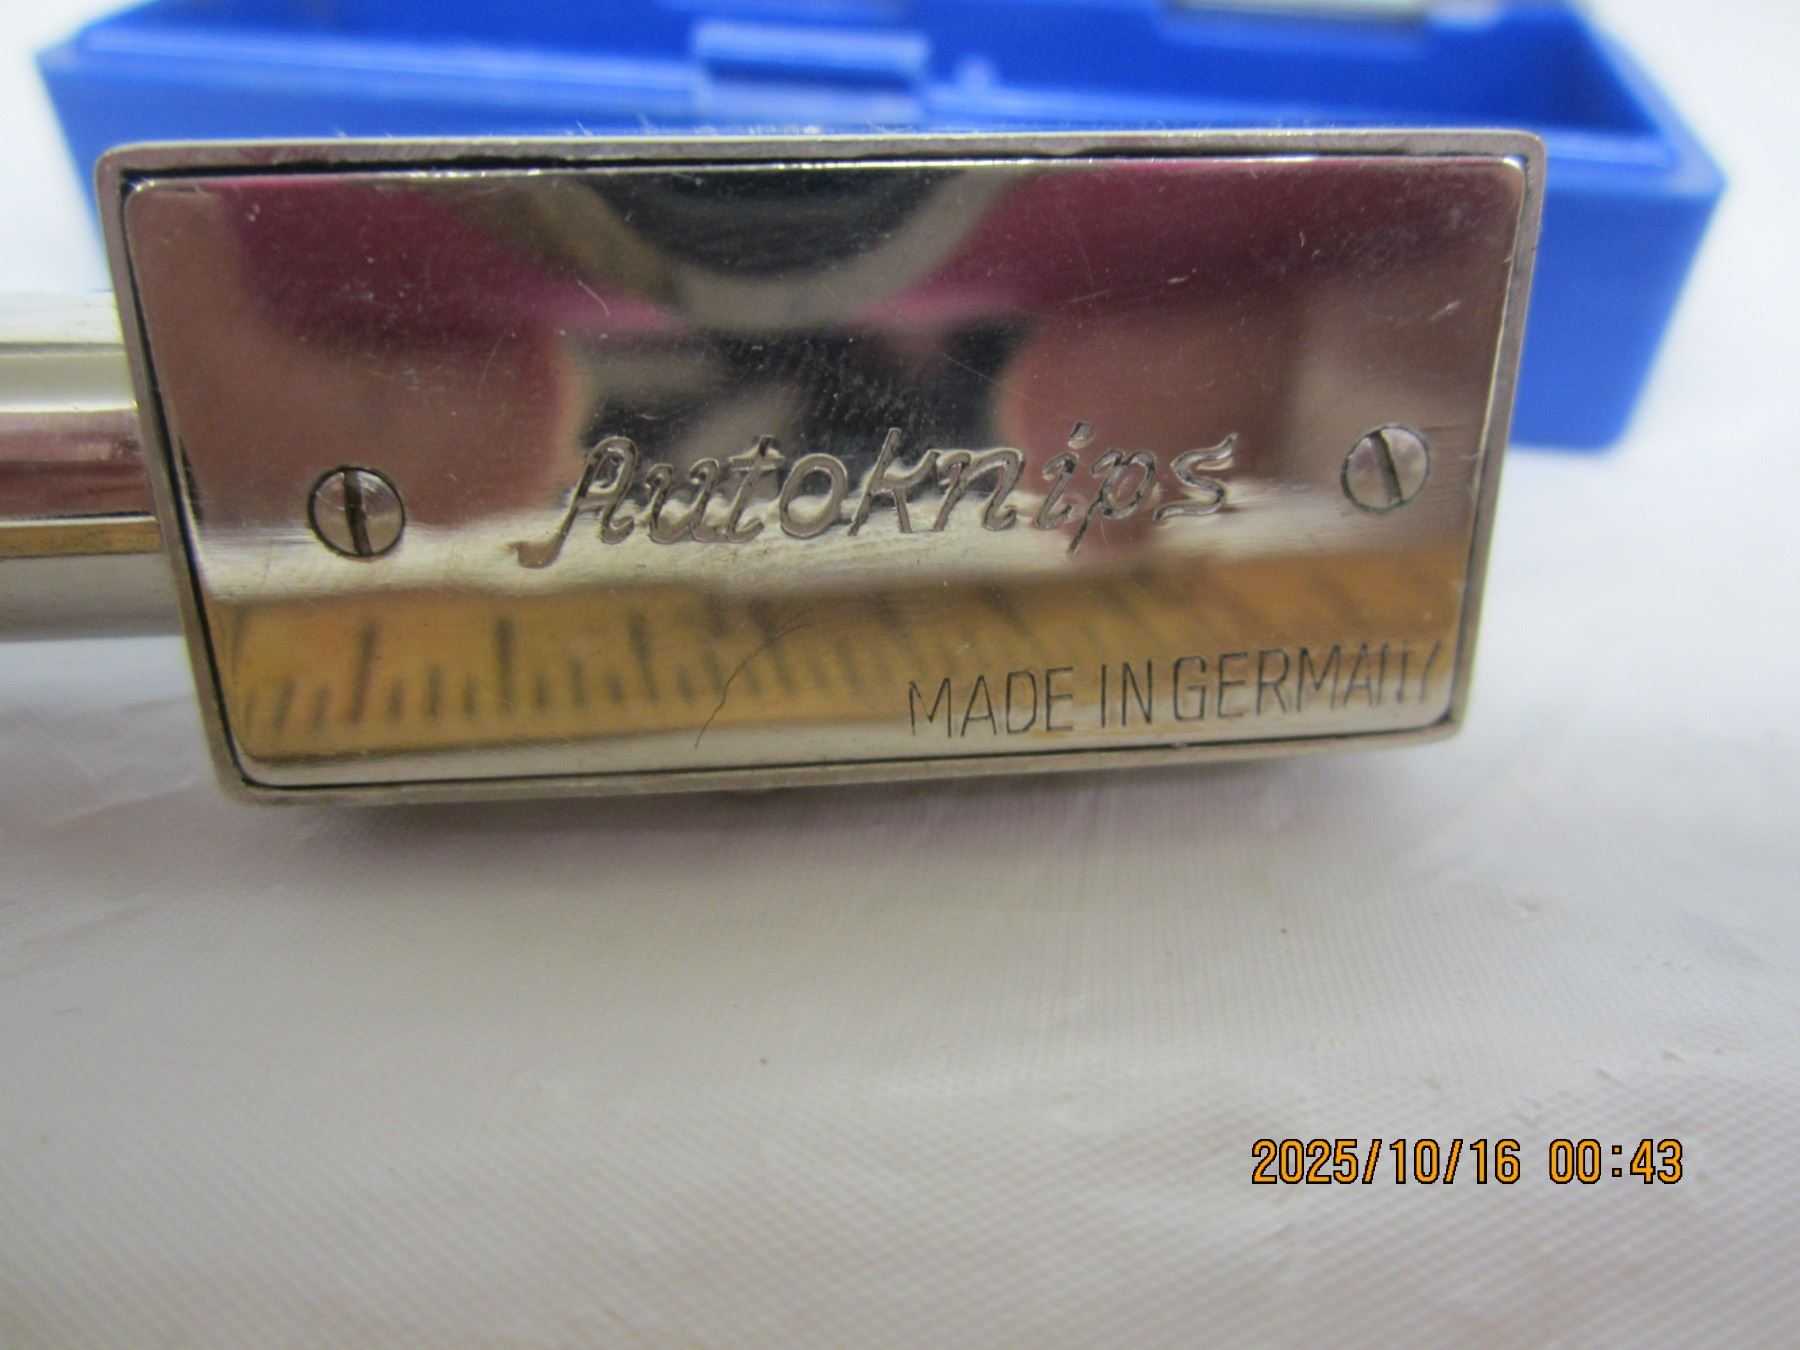 Autoknips
MADE IN GERMANY
2025/10/16 00:43